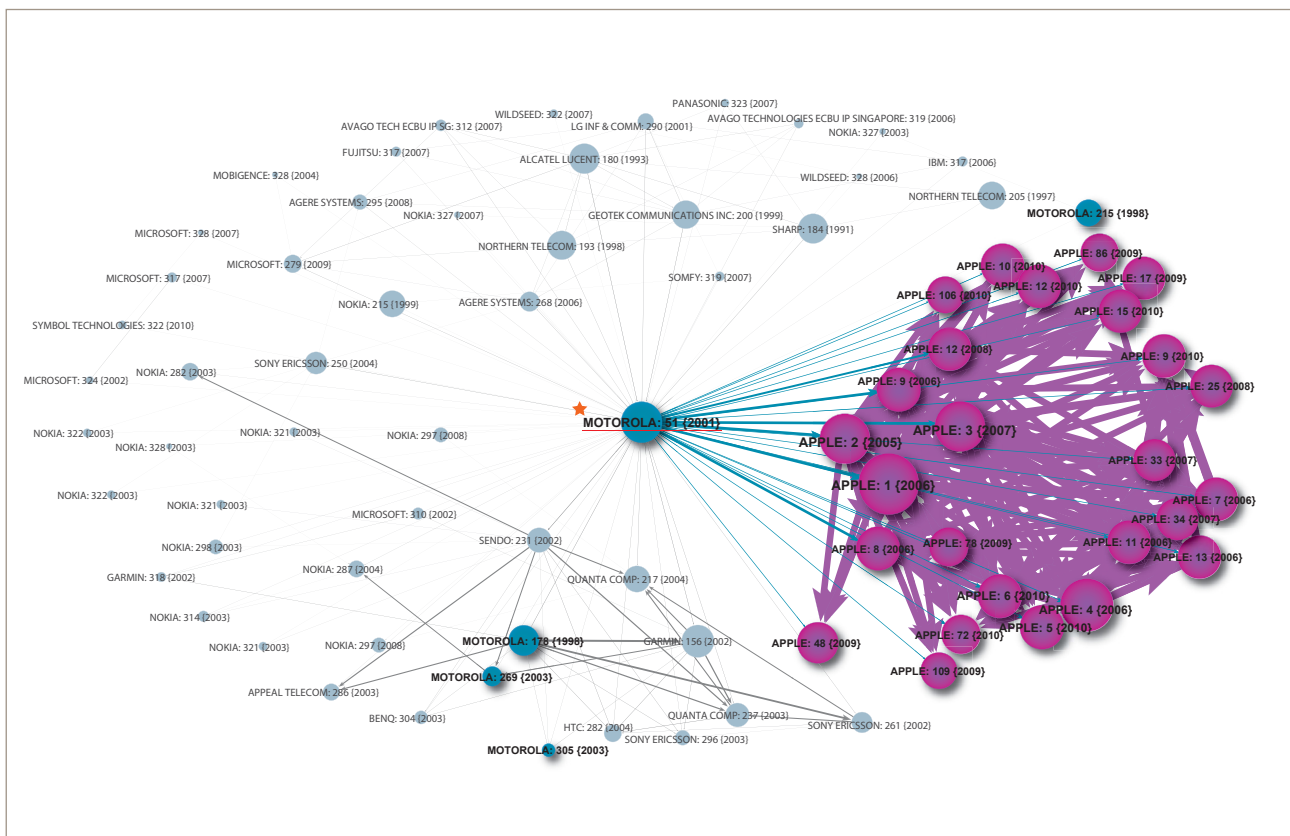 PANASONIC: 323 {2007}
WILDSEED: 322 {2007}
AVAGO TECHNOLOGIES ECBU IP SINGAPORE: 319 {2006}
AVAGO TECH ECBU IP SG: 312 {2007}
LG INF & COMM: 290 {2001}
NOKIA: 327 {2003}
FUJITSU: 317 {2007}
ALCATEL LUCENT: 180 {1993}
IBM: 317 {2006}
MOBIGENCE: 328 {2004}
WILDSEED: 328 {2006}
NORTHERN TELECOM: 205 {1997}
AGERE SYSTEMS: 295 {2008}
NOKIA: 327 {2007}
GEOTEK COMMUNICATIONS INC: 200 {1999}
MOTOROLA: 215 {1998}
MICROSOFT: 328 {2007}
SHARP: 184 {1991}
NORTHERN TELECOM: 193 {1998}
APPLE: 86 {2009}
MICROSOFT: 279 {2009}
APPLE: 10 {2010}
MICROSOFT: 317 {2007}
SOMFY: 319 {2007}
APPLE: 17 {2009}
APPLE: 12 {2010}
APPLE: 106 {2010}
NOKIA: 215 {1999}
AGERE SYSTEMS: 268 {2006}
APPLE: 15 {2010}
SYMBOL TECHNOLOGIES: 322 {2010}
APPLE: 12 {2008}
APPLE: 9 {2010}
SONY ERICSSON: 250 {2004}
NOKIA: 282 {2003}
MICROSOFT: 324 {2002}
APPLE: 9 {2006}
APPLE: 25 {2008}
MOTOROLA: 51 {2001}
NOKIA: 322 {2003}
NOKIA: 321 {2003}
NOKIA: 297 {2008}
APPLE: 3 {2007}
APPLE: 2 {2005}
NOKIA: 328 {2003}
APPLE: 33 {2007}
APPLE: 1 {2006}
NOKIA: 322 {2003}
NOKIA: 321 {2003}
APPLE: 7 {2006}
MICROSOFT: 310 {2002}
APPLE: 34 {2007}
SENDO: 231 {2002}
APPLE: 11 {2006}
APPLE: 78 {2009}
NOKIA: 298 {2003}
APPLE: 8 {2006}
APPLE: 13 {2006}
NOKIA: 287 {2004}
GARMIN: 318 {2002}
QUANTA COMP: 217 {2004}
APPLE: 6 {2010}
APPLE: 4 {2006}
NOKIA: 314 {2003}
APPLE: 5 {2010}
APPLE: 72 {2010}
MOTOROLA: 178 {1998}
GARMIN: 156 {2002}
APPLE: 48 {2009}
NOKIA: 321 {2003}
NOKIA: 297 {2008}
APPLE: 109 {2009}
MOTOROLA: 269 {2003}
APPEAL TELECOM: 286 {2003}
BENQ: 304 {2003}
QUANTA COMP: 237 {2003}
SONY ERICSSON: 261 {2002}
HTC: 282 {2004}
SONY ERICSSON: 296 {2003}
MOTOROLA: 305 {2003}